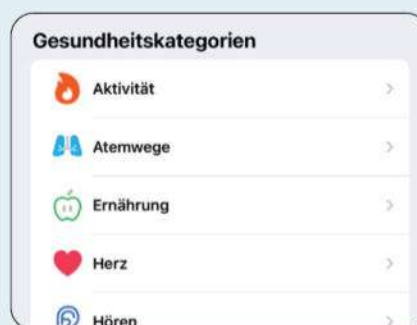 Gesundheitskategorien
Aktivität
Atemwege
Ernährung
Herz
Hören